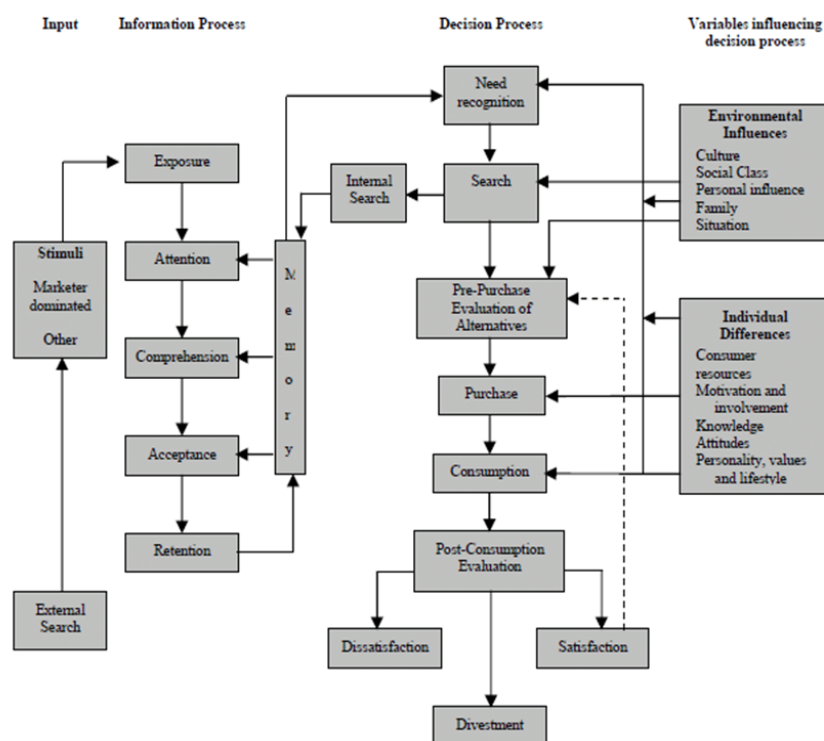 Input
Information Process
Decision Process
Variables influencing
decision process
Need
recognition
Environmental
Influences
Culture
Social Class
Personal influence
Family
Situation
Exposure
Internal
Search
Search
Stimuli
Marketer
dominated
Other
Attention
M
e
m
o
r
y
Pre-Purchase
Evaluation of
Alternatives
Individual
Differences
Consumer
resources
Motivation and
involvement
Knowledge
Attitudes
Personality, values
and lifestyle
Comprehension
Purchase
Acceptance
Consumption
Retention
Post-Consumption
Evaluation
External
Search
Dissatisfaction
Satisfaction
Divestment